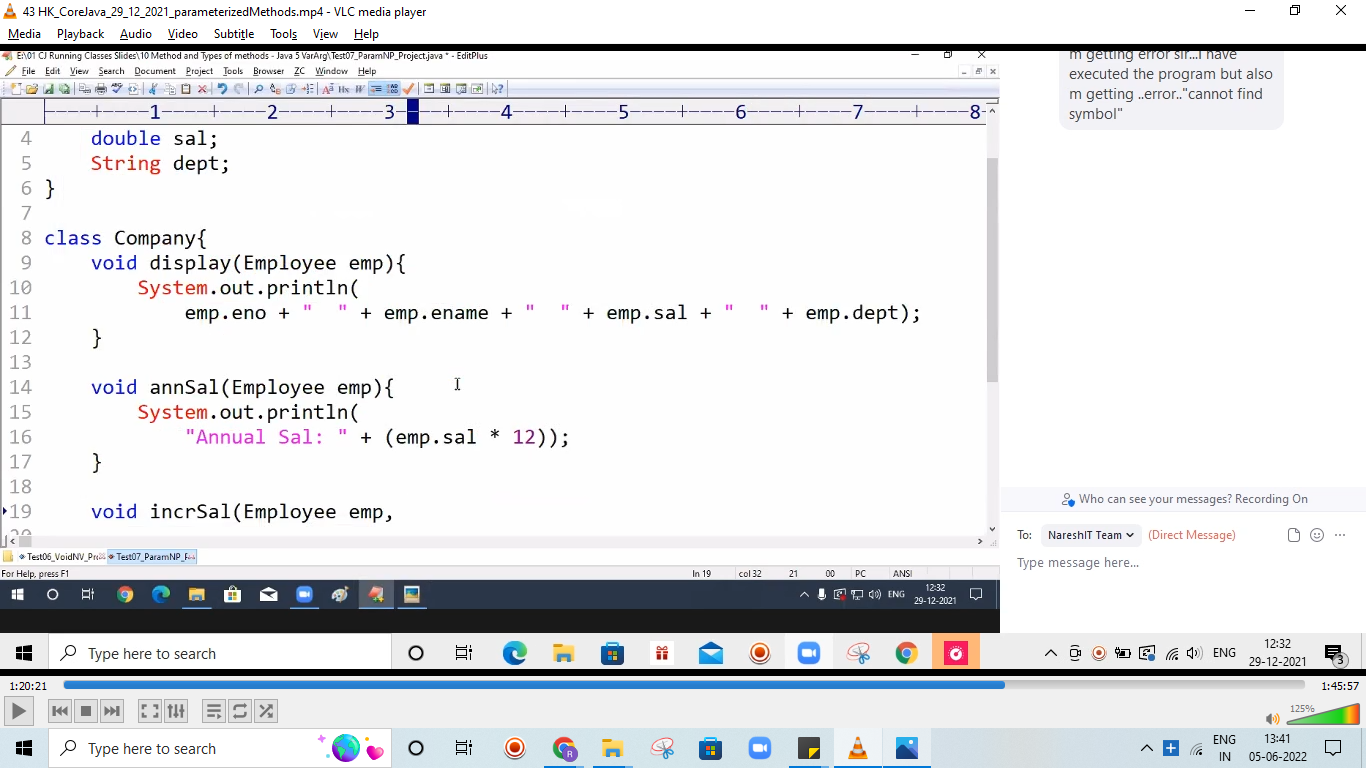 43 HK_CoreJava_29_12_2021_parameterizedMethods.mp4 - VLC media player
Media Playback Audio Video Subtitle Tools View Help
E:\01 CJ Running Classes Slides\10 Method and Types of methods - Java 5 VarArg\Test07_ParamNP_Project.java * - EditPlus
File Edit View Search Document Project Tools Browser ZC Window Help
----+----1----+----2----+----3----+----4----+----5----+----6----+----7----+----8
4 double sal;
5 String dept;
6 }
7
8 class Company{
9 void display(Employee emp){
10 System.out.println(
11 emp.eno + "  " + emp.ename + "  " + emp.sal + "  " + emp.dept);
12 }
13
14 void annSal(Employee emp){
15 System.out.println(
16 "Annual Sal: " + (emp.sal * 12));
17 }
18
19 void incrSal(Employee emp,
20
Test06_VoidNV_Pr Test07_ParamNP_F
For Help, press F1 ln 19 col 32 21 00 PC ANSI
ENG 12:32
29-12-2021
m getting error sir...I have
executed the program but also
m getting ..error.."cannot find
symbol"
Who can see your messages? Recording On
To: NareshIT Team (Direct Message)
Type message here...
Type here to search ENG 12:32
29-12-2021 3
1:20:21 1:45:57
125%
Type here to search ENG
IN 13:41
05-06-2022